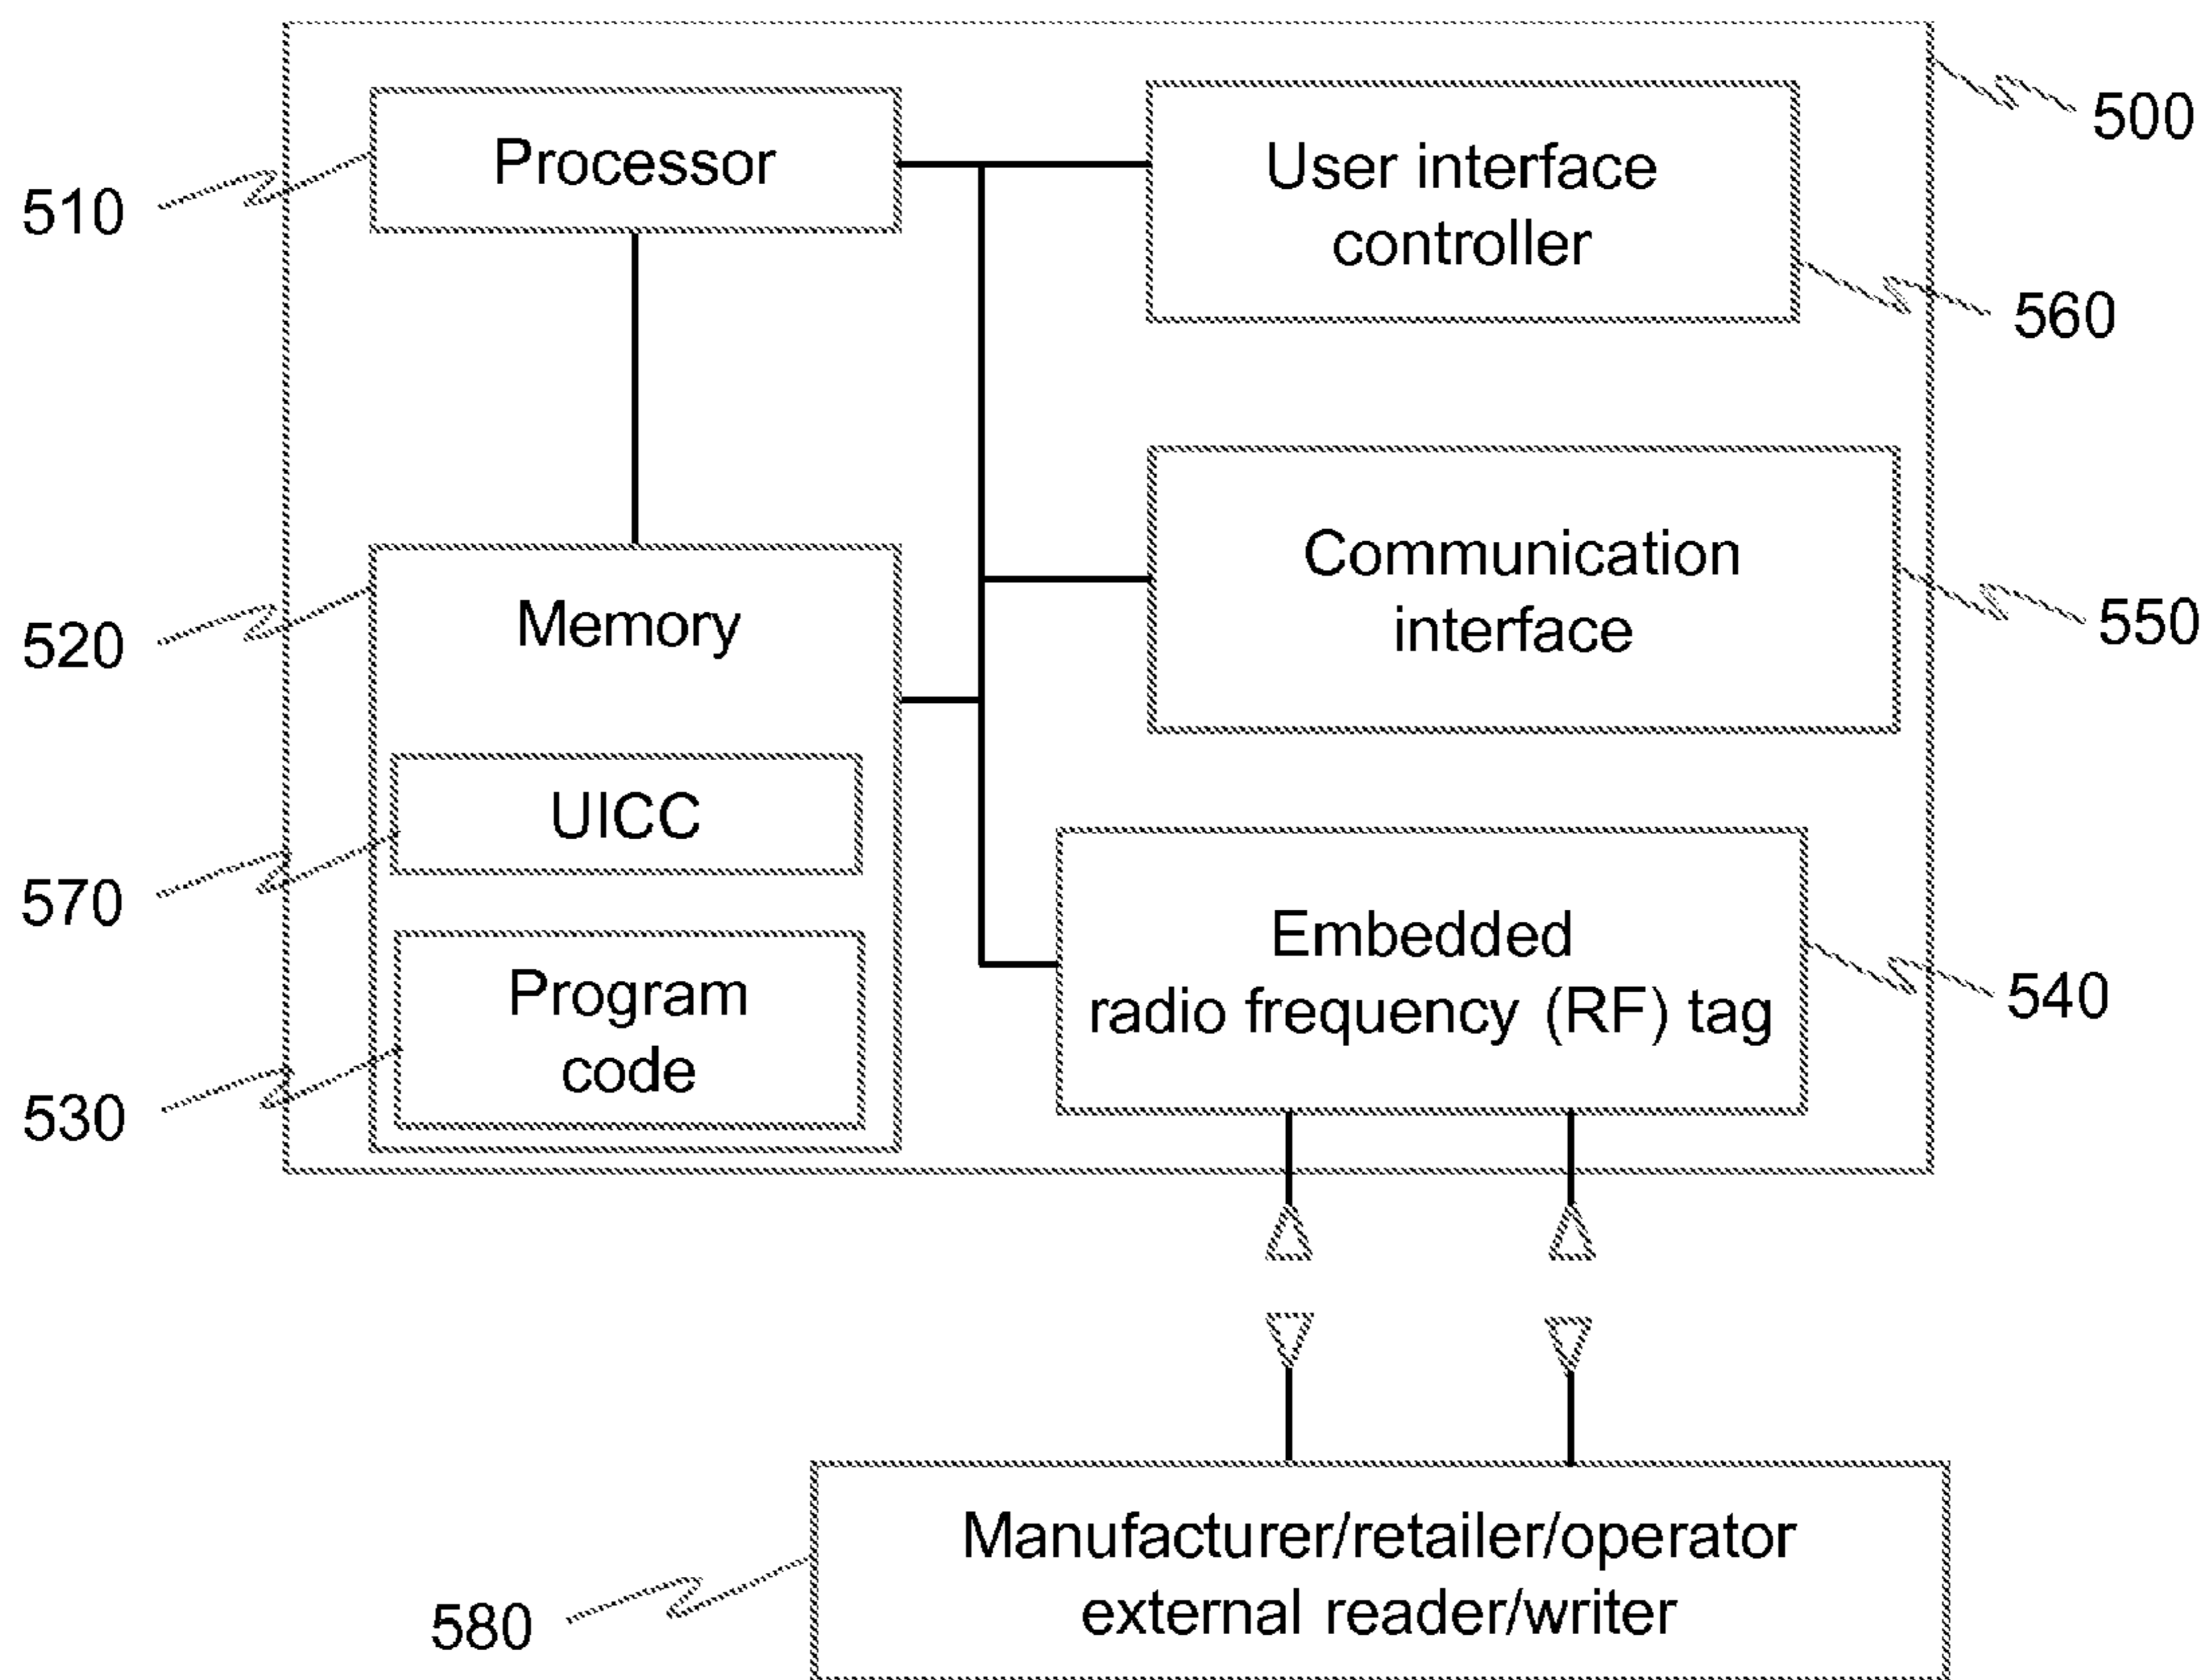 500
Processor
User interface
controller
510
560
Communication
interface
550
Memory
520
UICC
570
Embedded
radio frequency (RF) tag
540
Program
code
530
Manufacturer/retailer/operator
external reader/writer
580